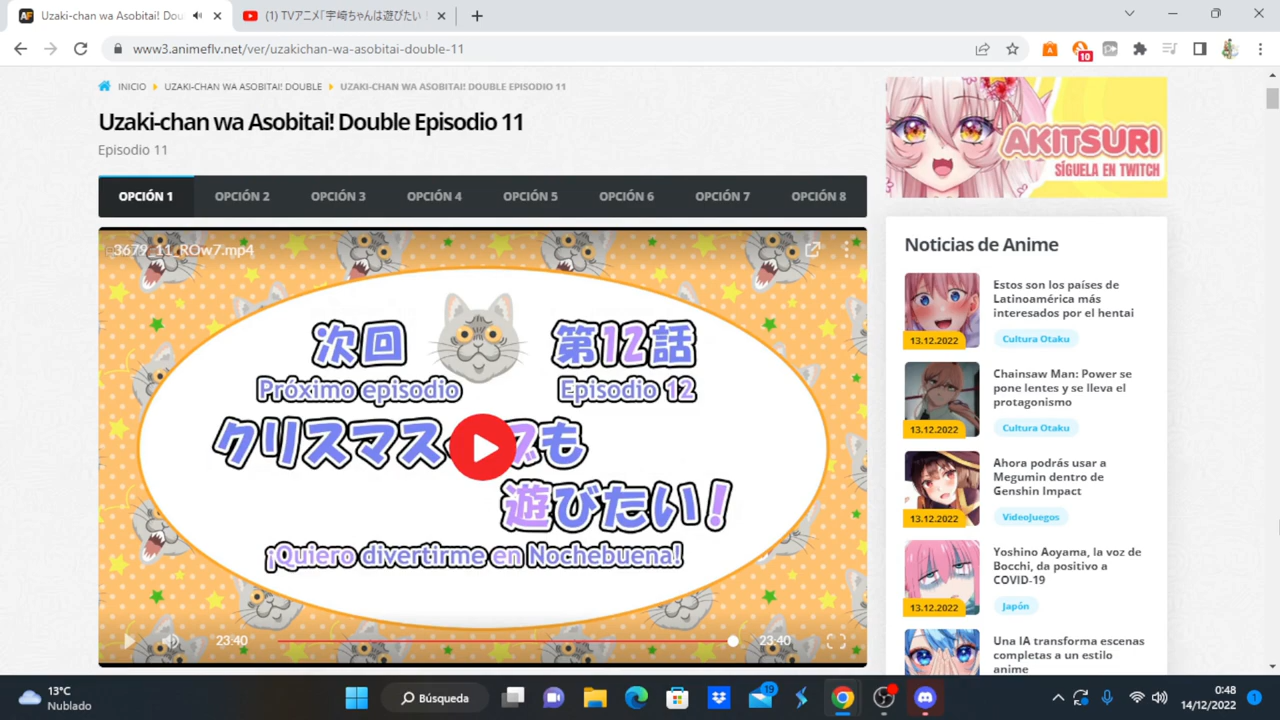 Uzaki-chan wa Asobitai! Dou
(1) TVアニメ「宇崎ちゃんは遊びたい！
www3.animeflv.net/ver/uzakichan-wa-asobitai-double-11
10
INICIO
UZAKI-CHAN WA ASOBITAI! DOUBLE
UZAKI-CHAN WA ASOBITAI! DOUBLE EPISODIO 11
Uzaki-chan wa Asobitai! Double Episodio 11
Episodio 11
OPCIÓN 1
OPCIÓN 2
OPCIÓN 3
OPCIÓN 4
OPCIÓN 5
OPCIÓN 6
OPCIÓN 7
OPCIÓN 8
3679_11_ROw7.mp4
次回
第12話
Próximo episodio
Episodio 12
クリスマス
も
遊びたい！
¡Quiero divertirme en Nochebuena!
23:40
23:40
AKITSURI
SÍGUELA EN TWITCH
Noticias de Anime
Estos son los países de
Latinoamérica más
interesados por el hentai
13.12.2022
Cultura Otaku
Chainsaw Man: Power se
pone lentes y se lleva el
protagonismo
13.12.2022
Cultura Otaku
Ahora podrás usar a
Megumin dentro de
Genshin Impact
13.12.2022
VideoJuegos
Yoshino Aoyama, la voz de
Bocchi, da positivo a
COVID-19
13.12.2022
Japón
Una IA transforma escenas
completas a un estilo
anime
13°C
Nublado
Búsqueda
19
0:48
14/12/2022
1